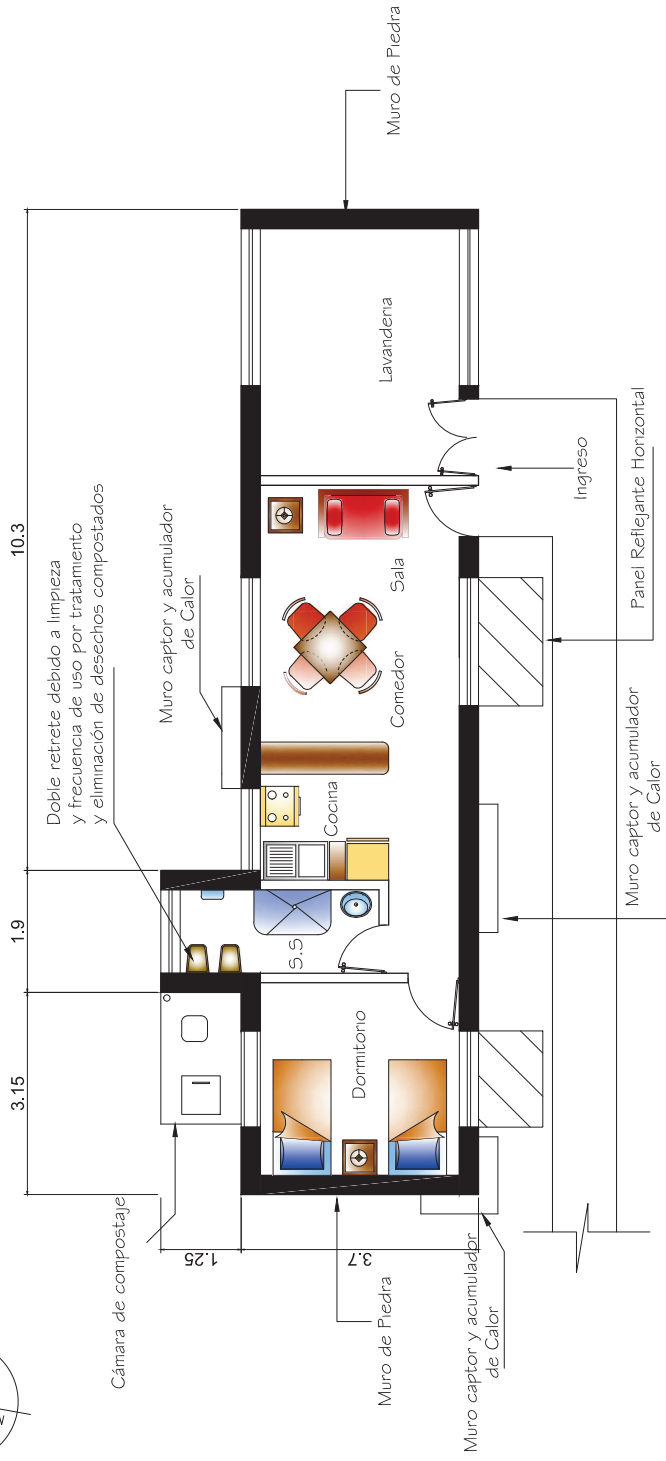 10.3
1.9
3.15
1.25
3.7
Doble retrete debido a limpieza
y frecuencia de uso por tratamiento
y eliminación de desechos compostados
Muro captor y acumulador
de Calor
Cámara de compostaje
Muro de Piedra
Lavanderia
Sala
Comedor
Cocina
S.S
Dormitorio
Muro de Piedra
Muro captor y acumulador
de Calor
Ingreso
Panel Reflejante Horizontal
Muro captor y acumulador
de Calor